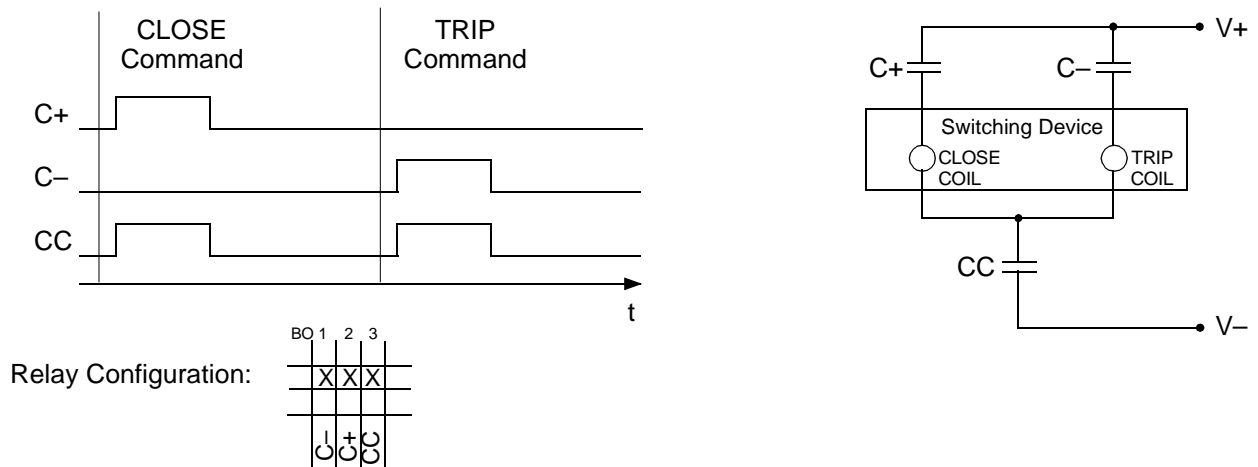 CLOSE
Command
TRIP
Command
C+
C–
CC
t
BO 1 2 3
Relay Configuration:
X X X
C– C+ CC
V+
C+
C–
Switching Device
CLOSE
COIL
TRIP
COIL
CC
V–